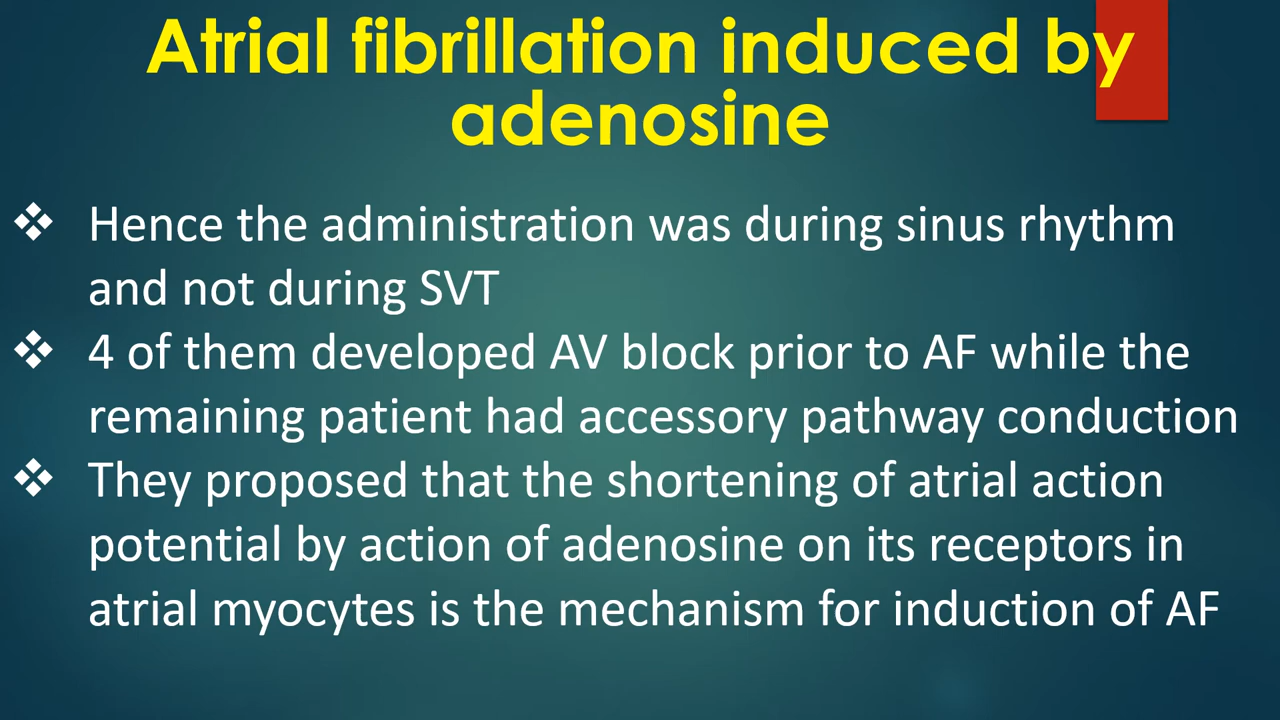 Atrial fibrillation induced by
adenosine
❖ Hence the administration was during sinus rhythm
and not during SVT
❖ 4 of them developed AV block prior to AF while the
remaining patient had accessory pathway conduction
❖ They proposed that the shortening of atrial action
potential by action of adenosine on its receptors in
atrial myocytes is the mechanism for induction of AF